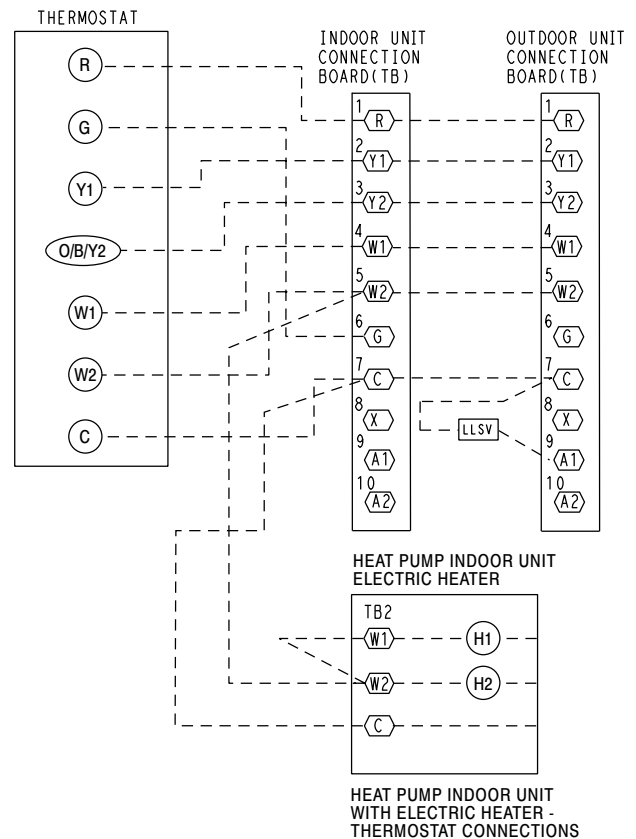 THERMOSTAT
R
G
Y1
O/B/Y2
W1
W2
C
INDOOR UNIT
CONNECTION
BOARD(TB)
1
R
2
Y1
3
Y2
4
W1
5
W2
6
G
7
C
8
X
9
A1
10
A2
OUTDOOR UNIT
CONNECTION
BOARD(TB)
1
R
2
Y1
3
Y2
4
W1
5
W2
6
G
7
C
8
X
9
A1
10
A2
LLSV
HEAT PUMP INDOOR UNIT
ELECTRIC HEATER
TB2
W1 H1
W2 H2
C
HEAT PUMP INDOOR UNIT
WITH ELECTRIC HEATER -
THERMOSTAT CONNECTIONS